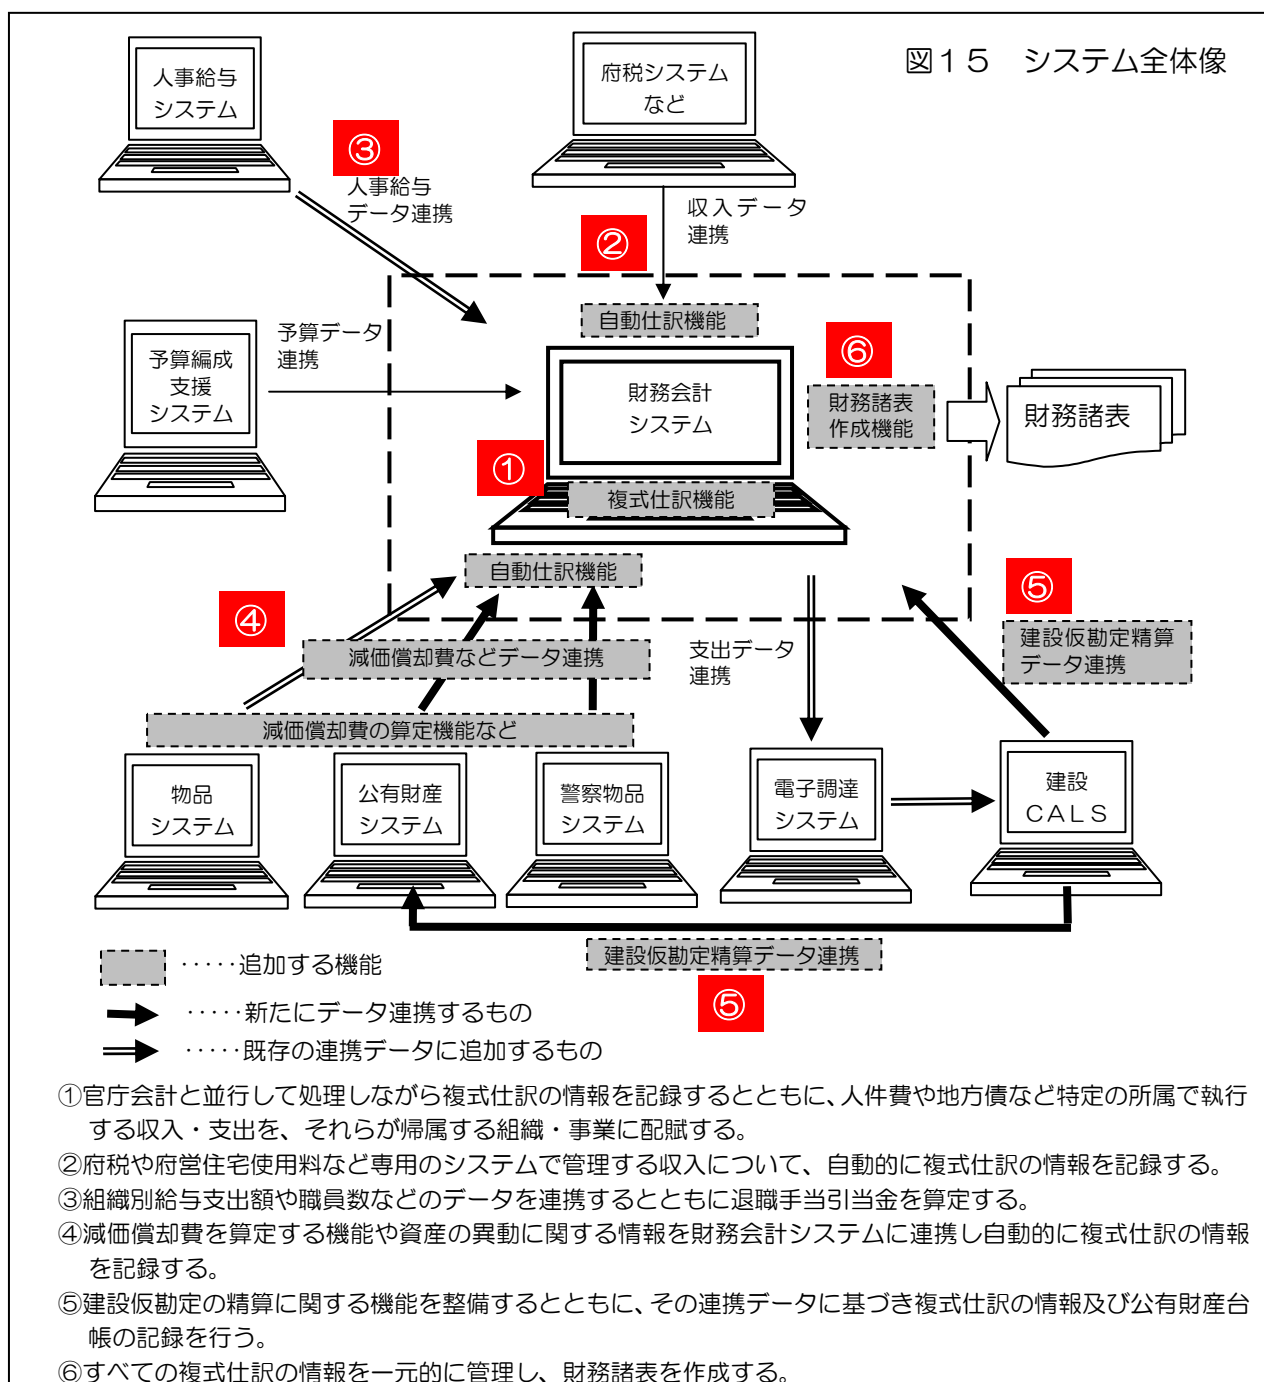 図１５　システム全体像
人事給与
システム
府税システム
など
③
人事給与
データ連携
収入データ
連携
②
自動仕訳機能
予算編成
支援
システム
予算データ
連携
財務会計
システム
⑥
財務諸表
作成機能
財務諸表
①
複式仕訳機能
自動仕訳機能
④
減価償却費などデータ連携
支出データ
連携
⑤
建設仮勘定精算
データ連携
減価償却費の算定機能など
物品
システム
公有財産
システム
警察物品
システム
電子調達
システム
建設
ＣＡＬＳ
建設仮勘定精算データ連携
⑤
‥‥‥追加する機能
‥‥‥新たにデータ連携するもの
‥‥‥既存の連携データに追加するもの
①官庁会計と並行して処理しながら複式仕訳の情報を記録するとともに、人件費や地方債など特定の所属で執行
する収入・支出を、それらが帰属する組織・事業に配賦する。
②府税や府営住宅使用料など専用のシステムで管理する収入について、自動的に複式仕訳の情報を記録する。
③組織別給与支出額や職員数などのデータを連携するとともに退職手当引当金を算定する。
④減価償却費を算定する機能や資産の異動に関する情報を財務会計システムに連携し自動的に複式仕訳の情報
を記録する。
⑤建設仮勘定の精算に関する機能を整備するとともに、その連携データに基づき複式仕訳の情報及び公有財産台
帳の記録を行う。
⑥すべての複式仕訳の情報を一元的に管理し、財務諸表を作成する。